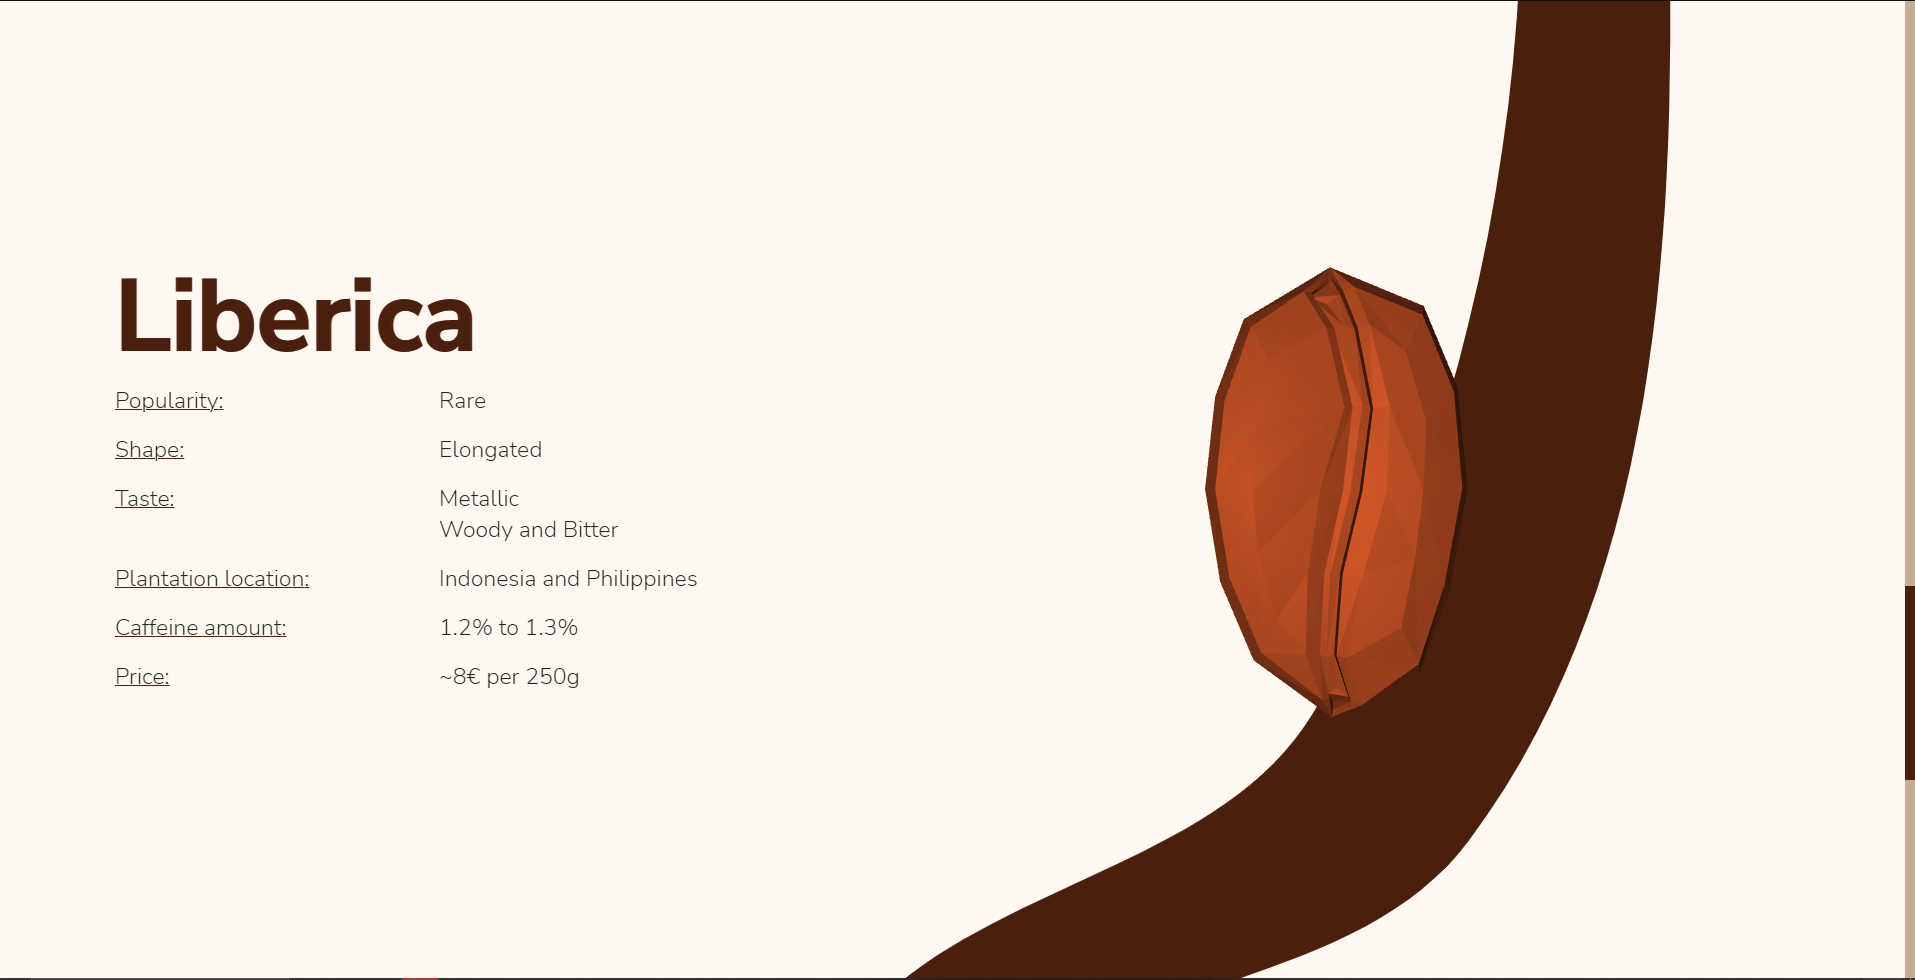 Liberica
Popularity: Rare
Shape: Elongated
Taste: Metallic
Woody and Bitter
Plantation location: Indonesia and Philippines
Caffeine amount: 1.2% to 1.3%
Price: ~8€ per 250g